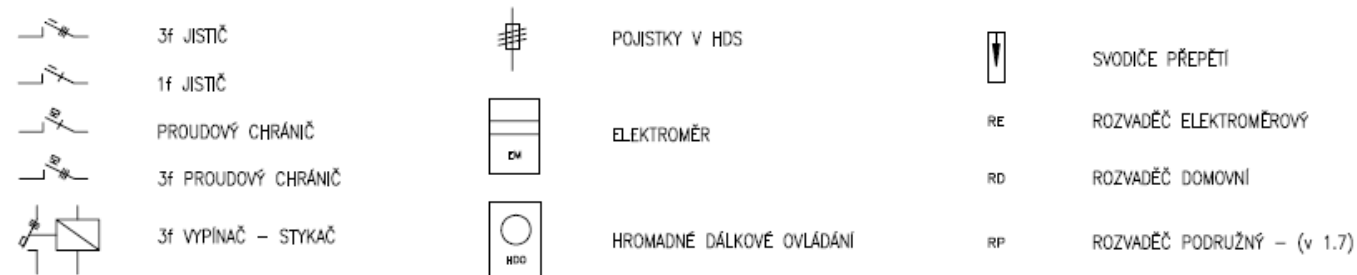 3f JISTIČ
1f JISTIČ
PROUDOVÝ CHRÁNIČ
3f PROUDOVÝ CHRÁNIČ
3f VYPÍNAČ – STYKAČ
POJISTKY V HDS
EM
ELEKTROMĚR
HDO
HROMADNÉ DÁLKOVÉ OVLÁDÁNÍ
SVODIČE PŘEPĚTÍ
RE ROZVADĚČ ELEKTROMĚROVÝ
RD ROZVADĚČ DOMOVNÍ
RP ROZVADĚČ PODRUŽNÝ – (v 1.7)